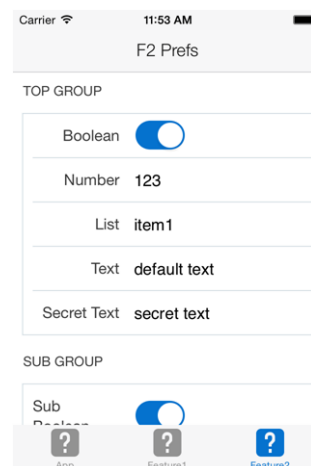 Carrier 11:53 AM
F2 Prefs
TOP GROUP
Boolean
Number 123
List item1
Text default text
Secret Text secret text
SUB GROUP
Sub
Boolean
? ? ?
App Feature1 Feature2